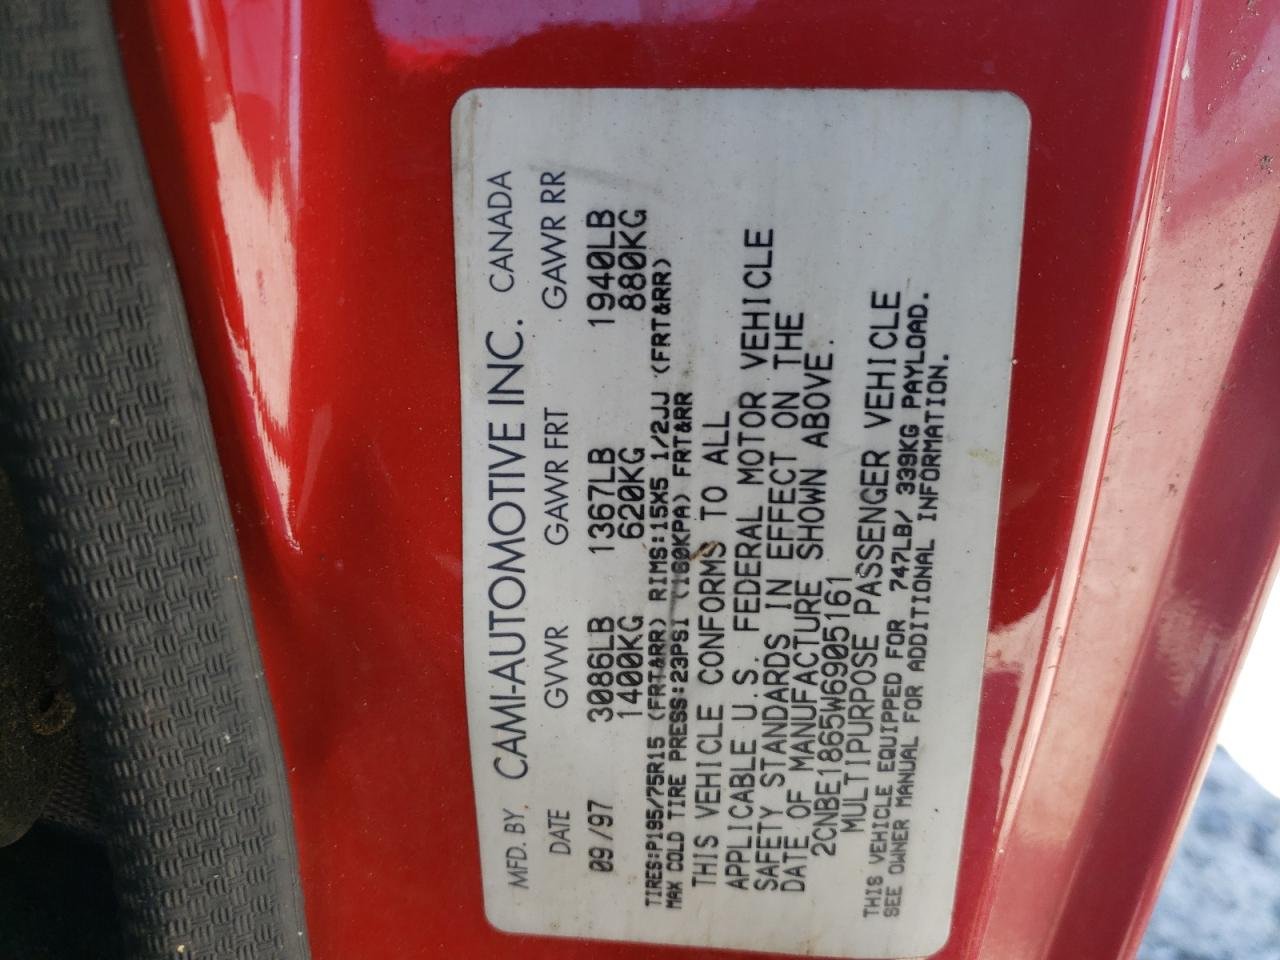 MFD. BY CAMI-AUTOMOTIVE INC. CANADA
DATE GVWR GAWR FRT GAWR RR
09/97 3086LB 1367LB 1940LB
1400KG 620KG 880KG
TIRES:P195/75R15 (FRT&RR) RIMS:15X5 1/2JJ (FRT&RR)
MAX COLD TIRE PRESS:23PSI (160KPA) FRT&RR
THIS VEHICLE CONFORMS TO ALL
APPLICABLE U.S. FEDERAL MOTOR VEHICLE
SAFETY STANDARDS IN EFFECT ON THE
DATE OF MANUFACTURE SHOWN ABOVE.
2CNBE1865W6905161
MULTIPURPOSE PASSENGER VEHICLE
THIS VEHICLE EQUIPPED FOR 747LB/ 339KG PAYLOAD.
SEE OWNER MANUAL FOR ADDITIONAL INFORMATION.